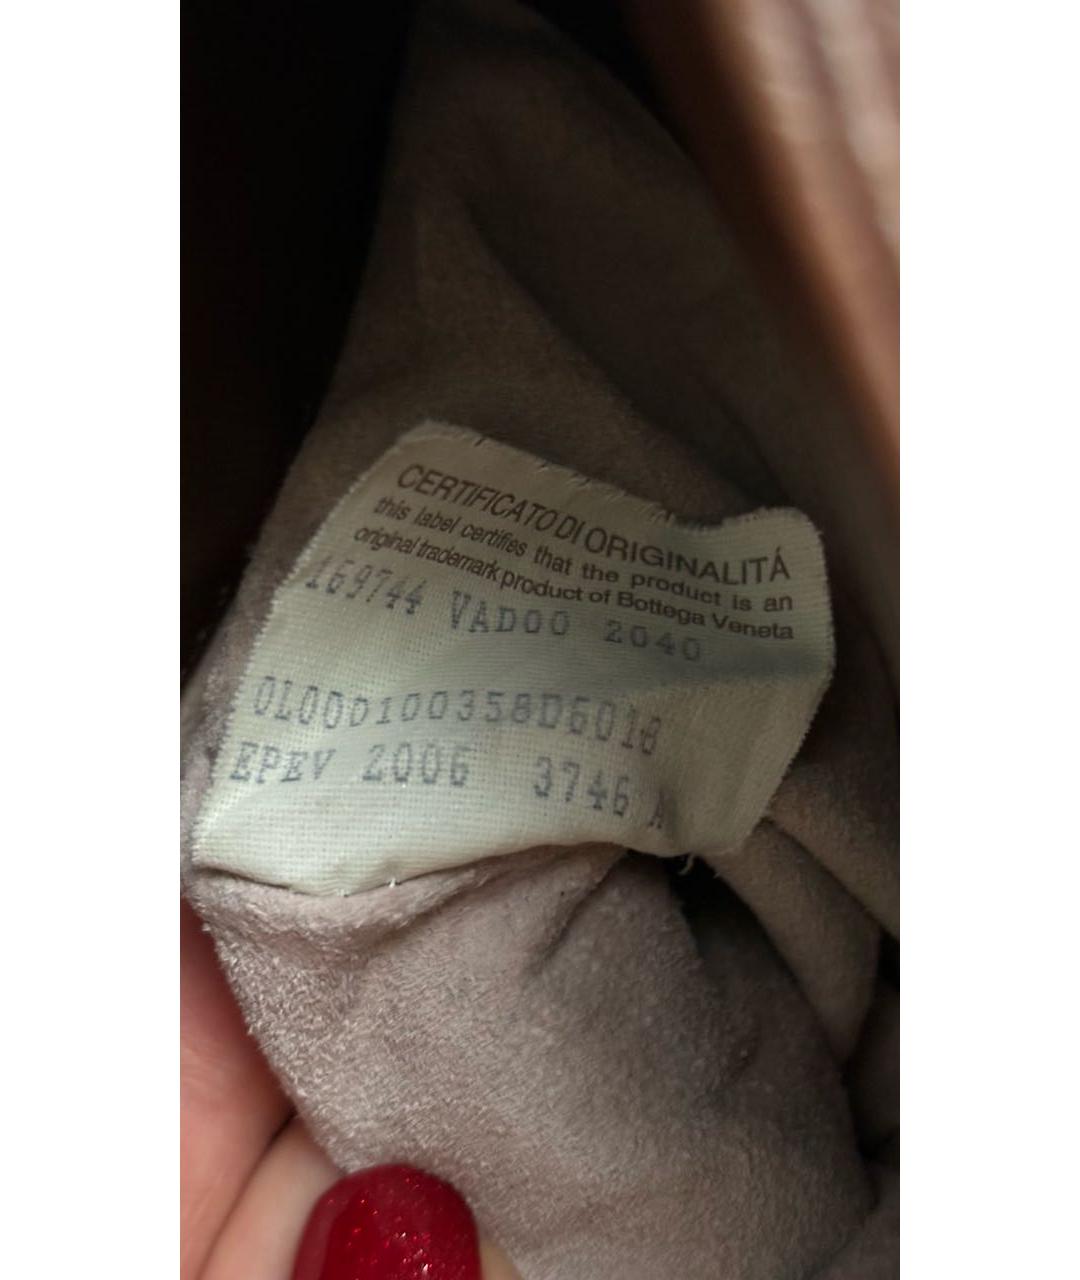 CERTIFICATO DI ORIGINALITÁ
this label certifies that the product is an
original trademark product of Bottega Veneta
169744 VAD00 2040
0L00D100358D6018
EPEV 2006 3746 A